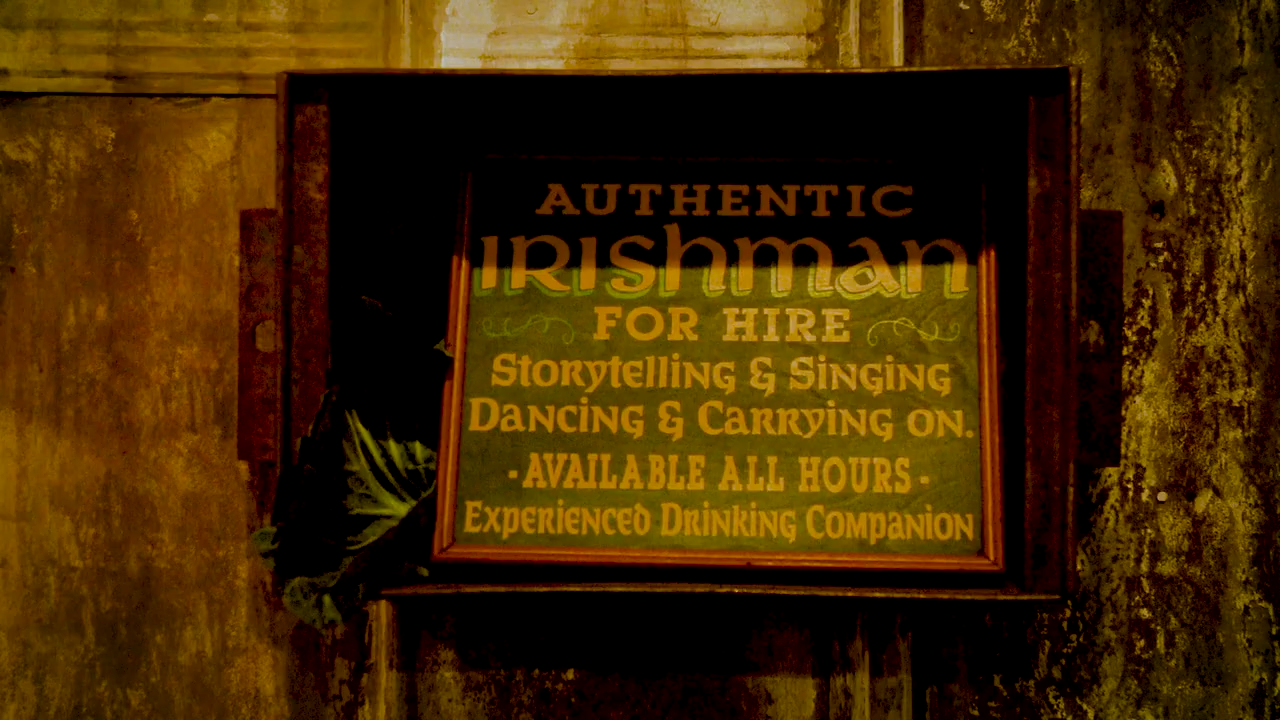 AUTHENTIC
IRIShman
FOR HIRE
Storytelling & Singing
Dancing & Carrying on.
- AVAILABLE ALL HOURS -
Experienced Drinking Companion